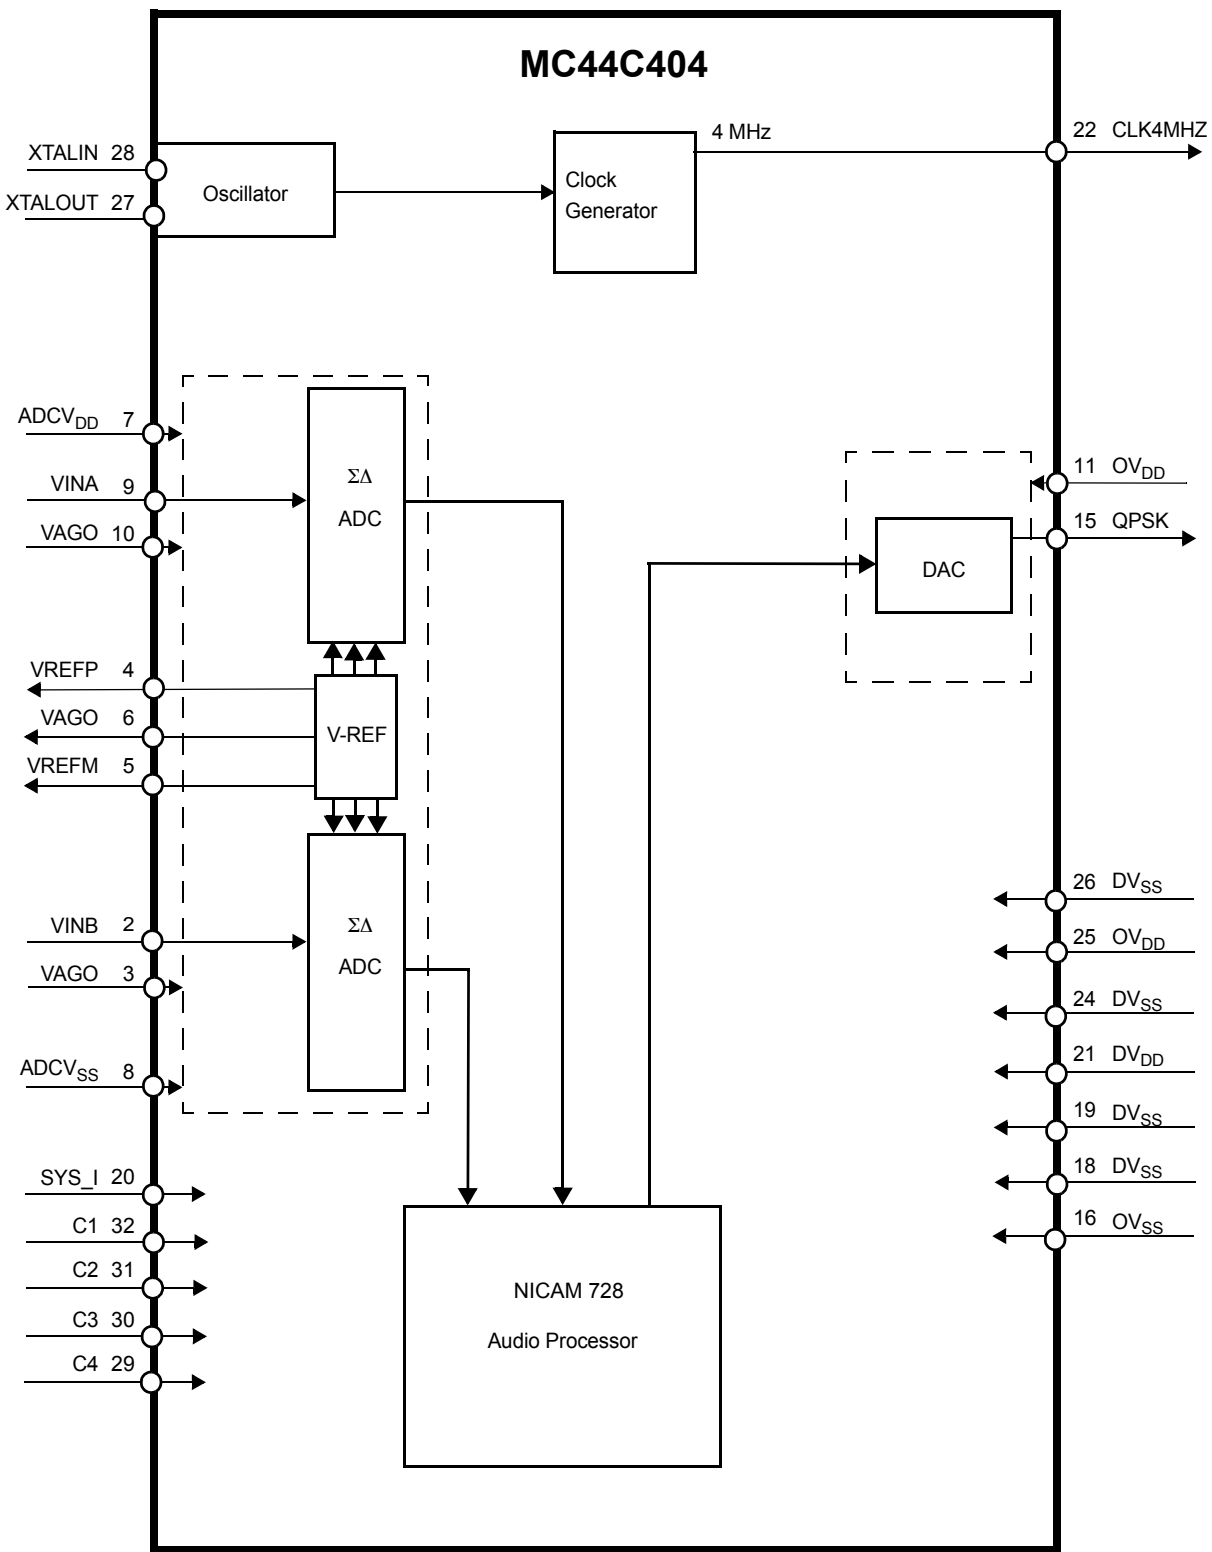 MC44C404
XTALIN 28
XTALOUT 27
Oscillator
Clock
Generator
4 MHz
22 CLK4MHZ
ADCVDD 7
VINA 9
VAGO 10
ΣΔ
ADC
11 OVDD
15 QPSK
DAC
VREFP 4
VAGO 6
VREFM 5
V-REF
VINB 2
VAGO 3
ADCVSS 8
ΣΔ
ADC
26 DVSS
25 OVDD
24 DVSS
21 DVDD
19 DVSS
18 DVSS
16 OVSS
SYS_I 20
C1 32
C2 31
C3 30
C4 29
NICAM 728
Audio Processor